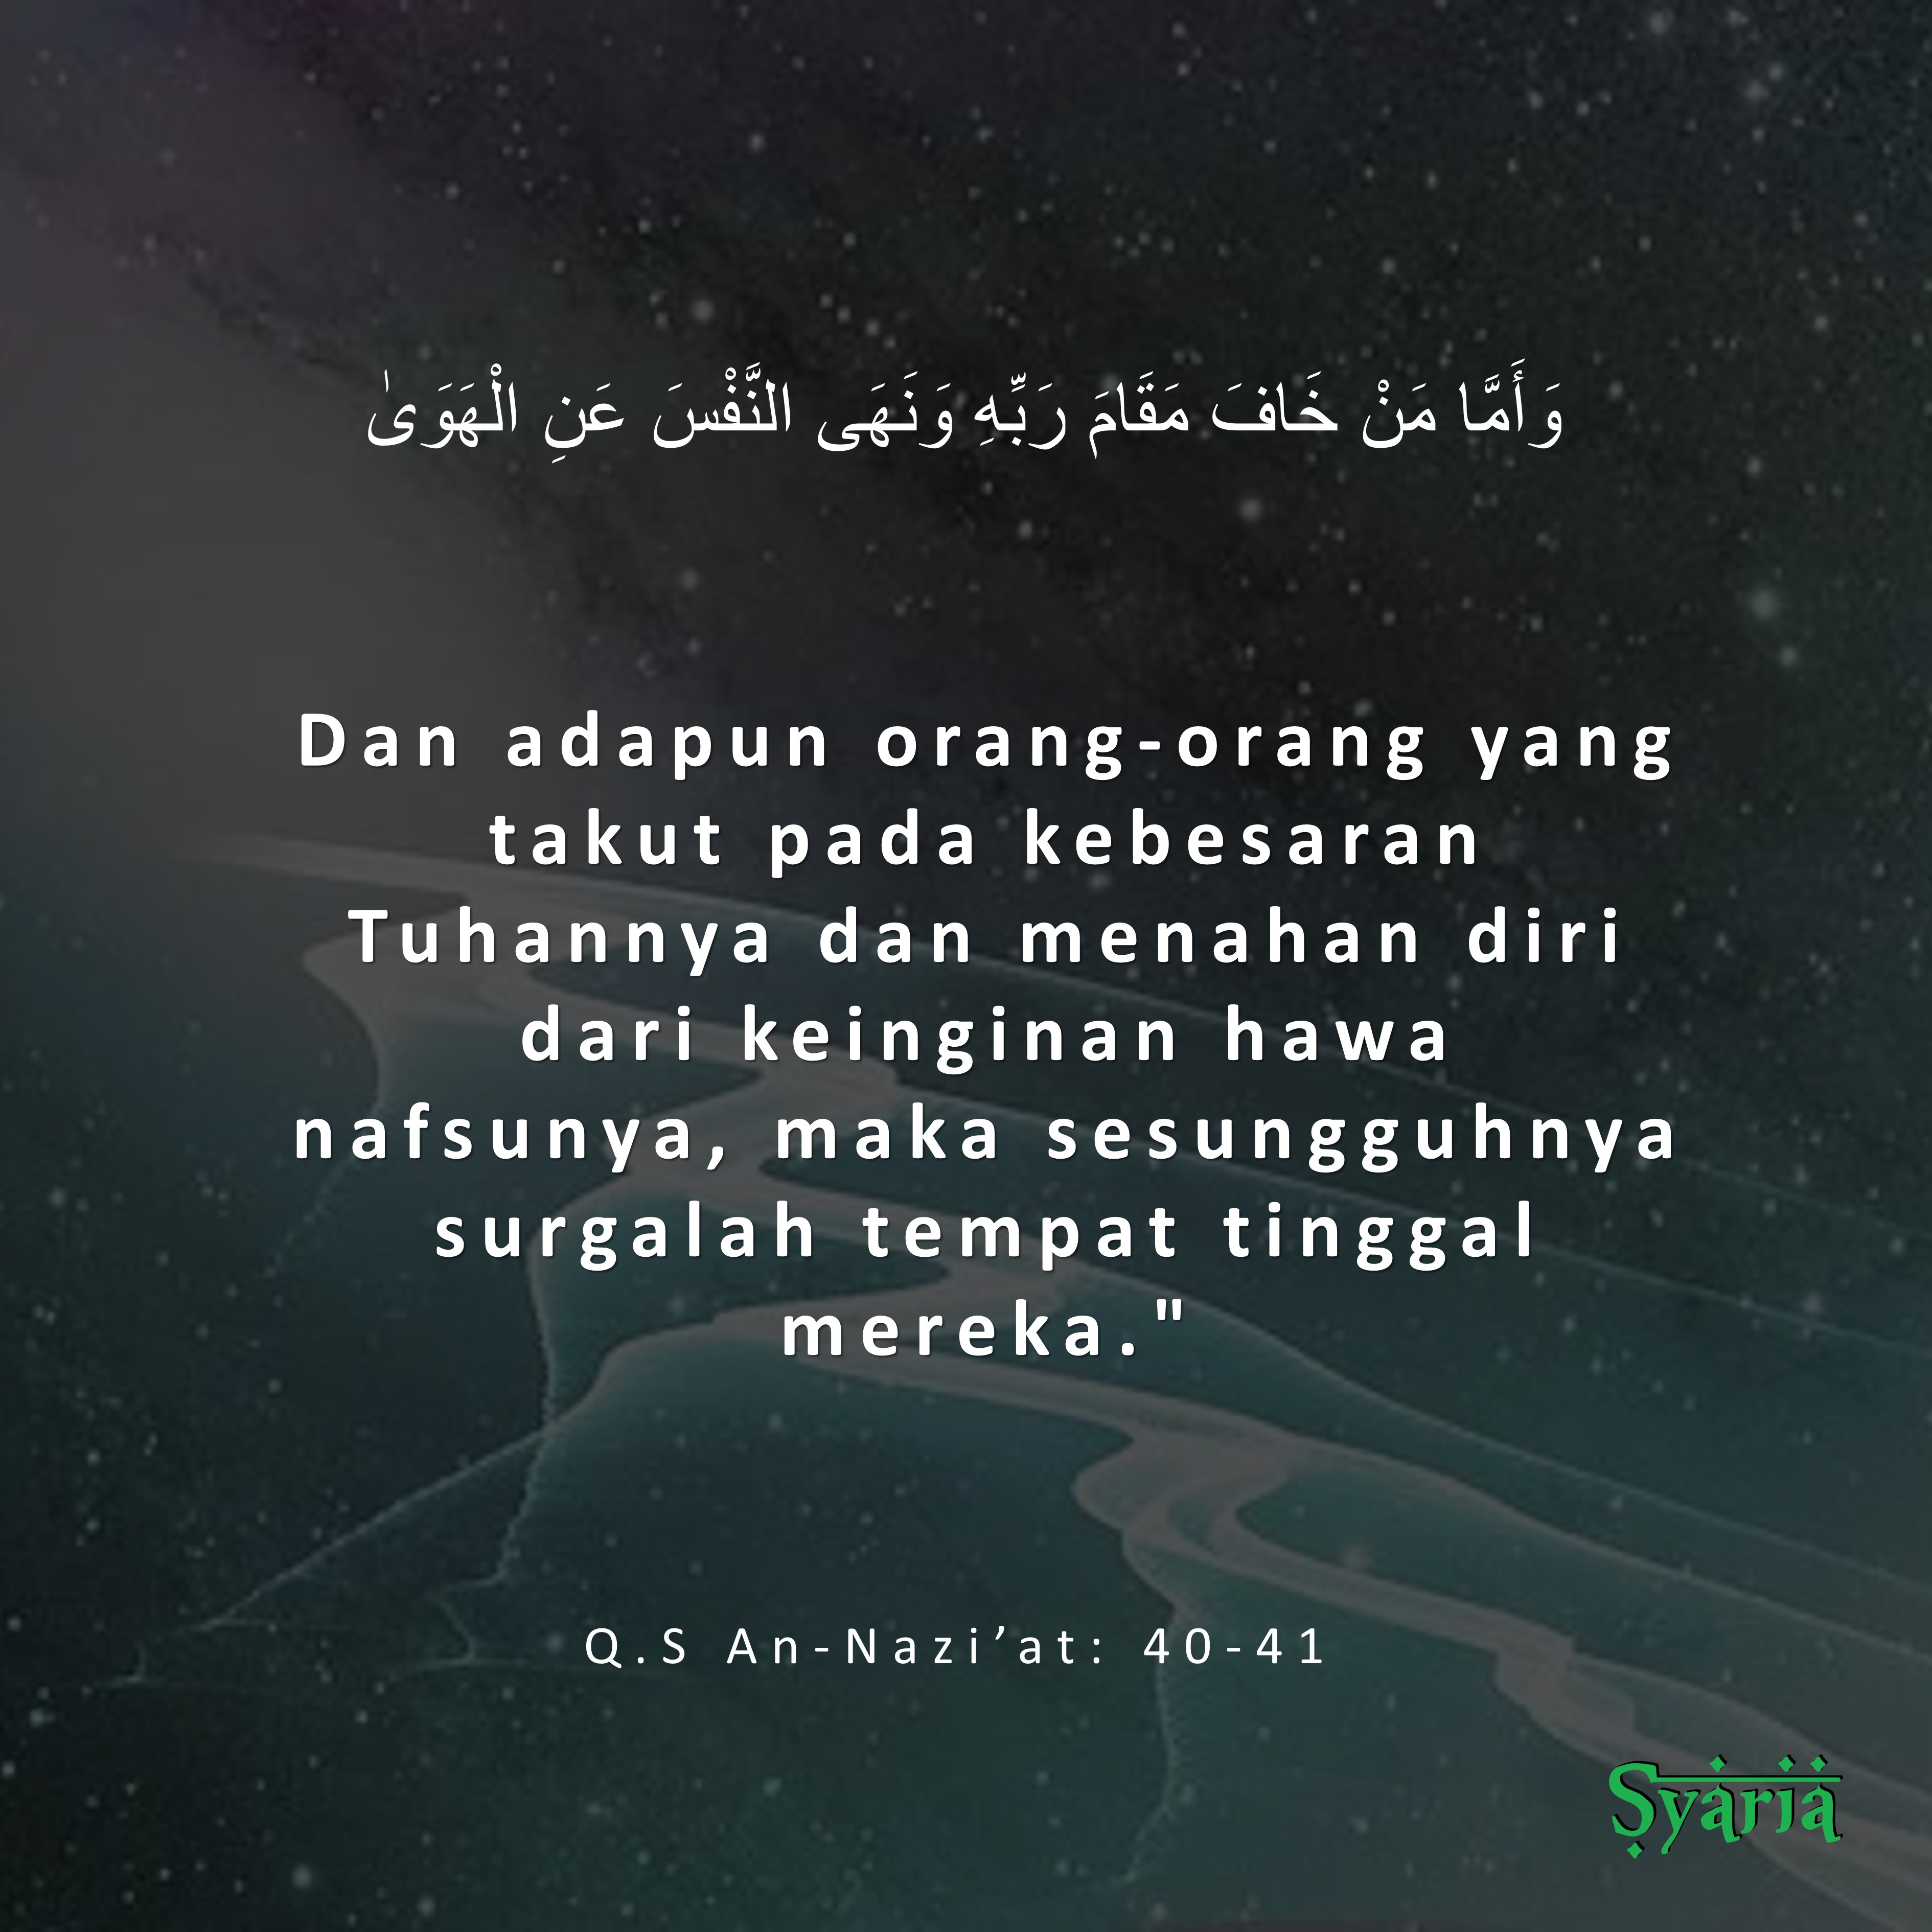 وَأَمَّا مَنْ خَافَ مَقَامَ رَبِّهِ وَنَهَى النَّفْسَ عَنِ الْهَوَىٰ
Dan adapun orang-orang yang
takut pada kebesaran
Tuhannya dan menahan diri
dari keinginan hawa
nafsunya, maka sesungguhnya
surgalah tempat tinggal
mereka."
Q.S An-Nazi’at: 40-41
Syaria